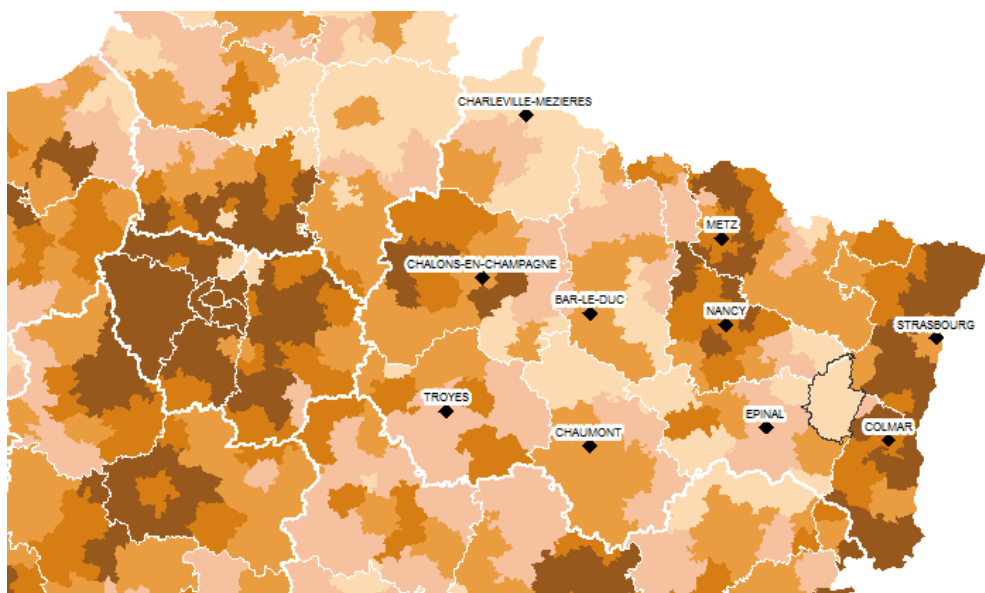 CHARLEVILLE-MEZIERES
METZ
CHALONS-EN-CHAMPAGNE
BAR-LE-DUC
NANCY
STRASBOURG
TROYES
EPINAL
CHAUMONT
COLMAR